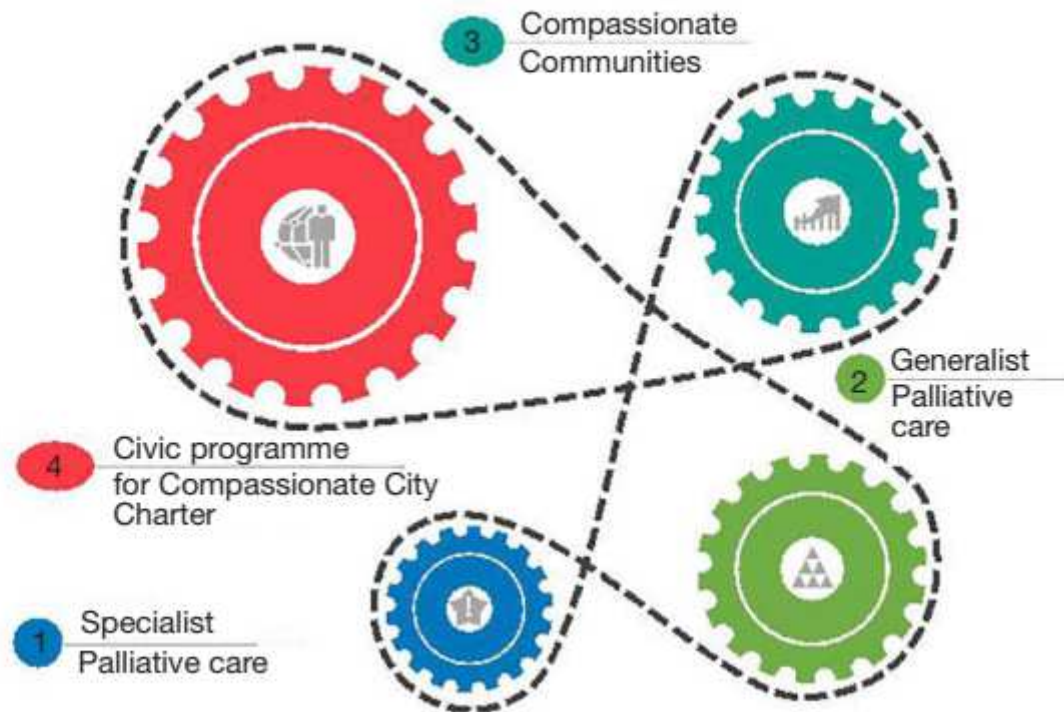 3
Compassionate
Communities
2
Generalist
Palliative
care
4
Civic programme
for Compassionate City
Charter
1
Specialist
Palliative care